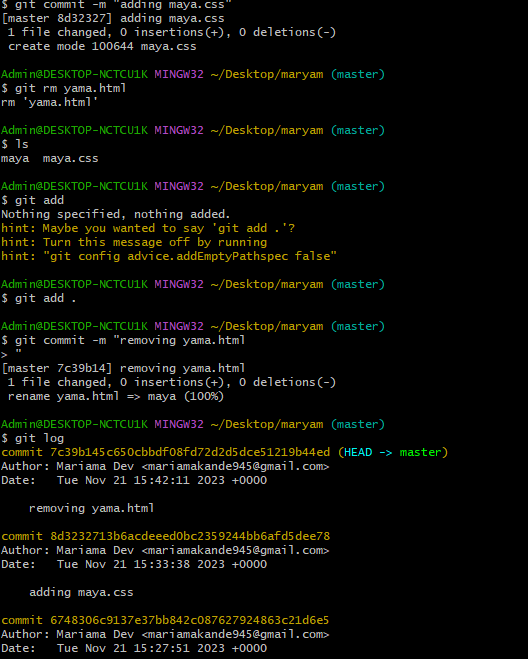 $ git commit -m "adding maya.css"
[master 8d32327] adding maya.css
 1 file changed, 0 insertions(+), 0 deletions(-)
 create mode 100644 maya.css
Admin@DESKTOP-NCTCU1K MINGW32 ~/Desktop/maryam (master)
$ git rm yama.html
rm 'yama.html'
Admin@DESKTOP-NCTCU1K MINGW32 ~/Desktop/maryam (master)
$ ls
maya  maya.css
Admin@DESKTOP-NCTCU1K MINGW32 ~/Desktop/maryam (master)
$ git add
Nothing specified, nothing added.
hint: Maybe you wanted to say 'git add .'?
hint: Turn this message off by running
hint: "git config advice.addEmptyPathspec false"
Admin@DESKTOP-NCTCU1K MINGW32 ~/Desktop/maryam (master)
$ git add .
Admin@DESKTOP-NCTCU1K MINGW32 ~/Desktop/maryam (master)
$ git commit -m "removing yama.html
> "
[master 7c39b14] removing yama.html
 1 file changed, 0 insertions(+), 0 deletions(-)
 rename yama.html => maya (100%)
Admin@DESKTOP-NCTCU1K MINGW32 ~/Desktop/maryam (master)
$ git log
commit 7c39b145c650cbbdf08fd72d2d5dce51219b44ed (HEAD -> master)
Author: Mariama Dev <mariamakande945@gmail.com>
Date:   Tue Nov 21 15:42:11 2023 +0000
    removing yama.html
commit 8d3232713b6acdeeed0bc2359244bb6afd5dee78
Author: Mariama Dev <mariamakande945@gmail.com>
Date:   Tue Nov 21 15:33:38 2023 +0000
    adding maya.css
commit 6748306c9137e37bb842c087627924863c21d6e5
Author: Mariama Dev <mariamakande945@gmail.com>
Date:   Tue Nov 21 15:27:51 2023 +0000